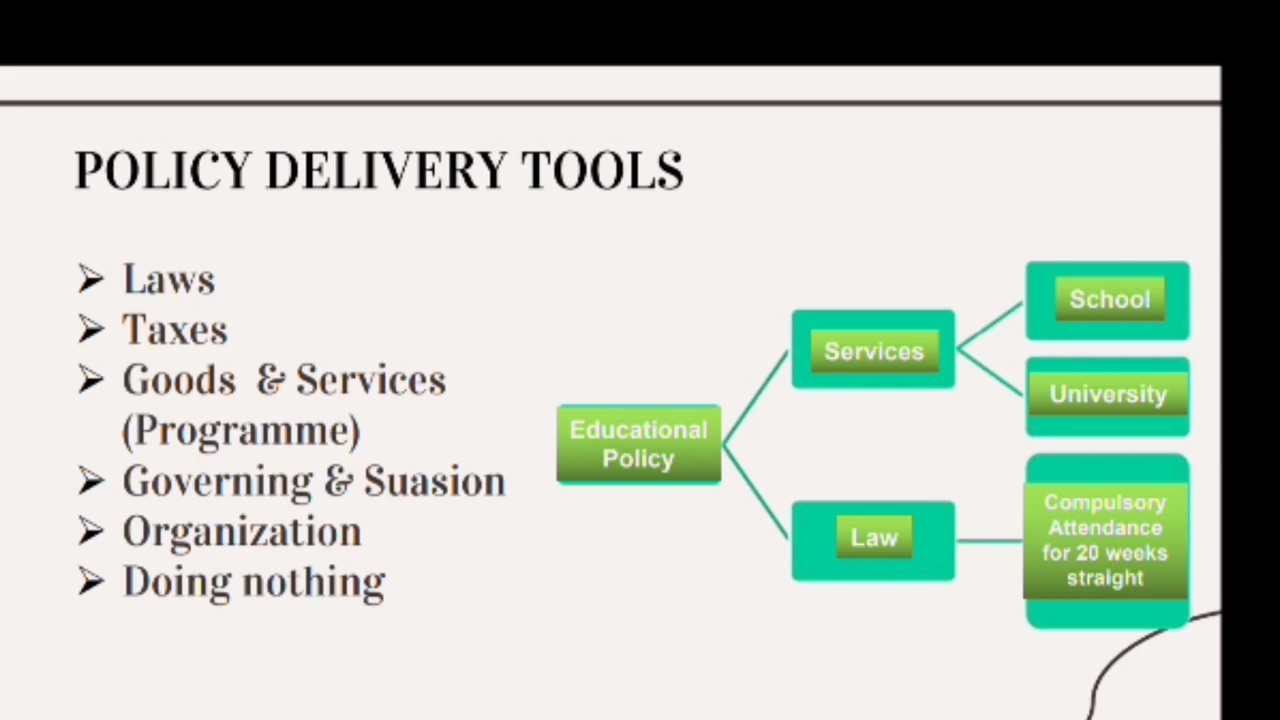 POLICY DELIVERY TOOLS
Laws
Taxes
Goods & Services
(Programme)
Governing & Suasion
Organization
Doing nothing
Educational
Policy
Services
Law
School
University
Compulsory
Attendance
for 20 weeks
straight